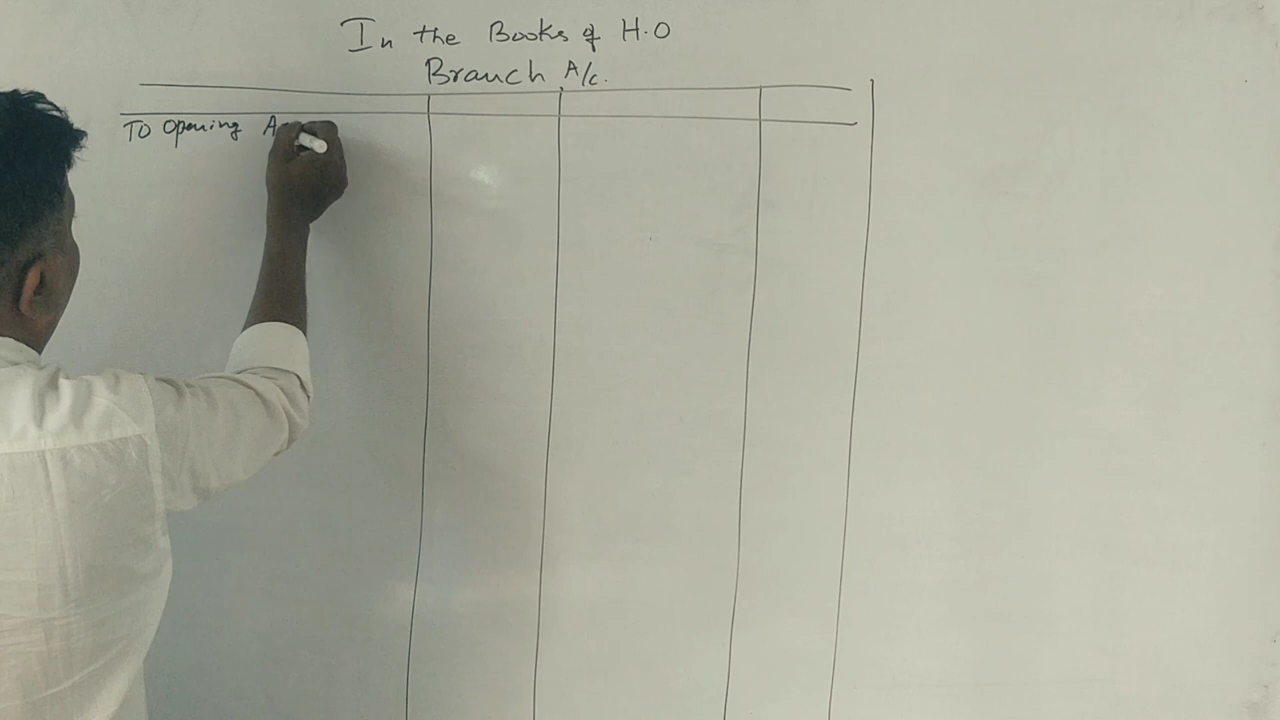 In the Books of H.O
Branch A/c.
To Opening